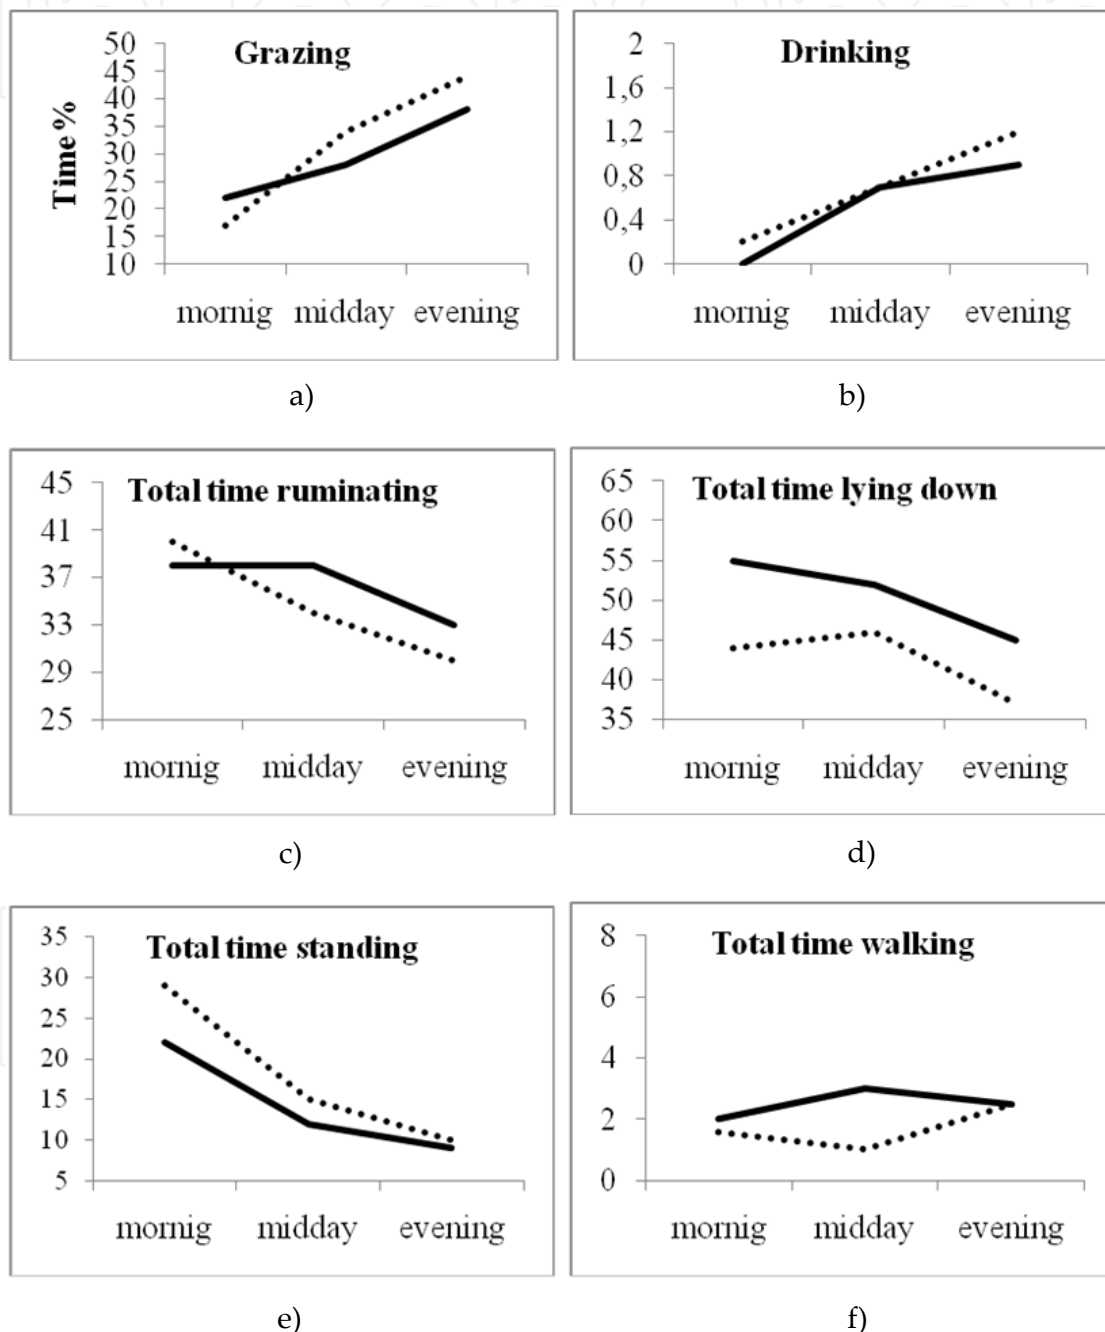 Grazing
Time %
50
45
40
35
30
25
20
15
10
mornig midday evening
a)
Drinking
2
1,6
1,2
0,8
0,4
0
mornig midday evening
b)
Total time ruminating
45
41
37
33
29
25
mornig midday evening
c)
Total time lying down
65
60
55
50
45
40
35
mornig midday evening
d)
Total time standing
35
30
25
20
15
10
5
mornig midday evening
e)
Total time walking
8
6
4
2
0
mornig midday evening
f)